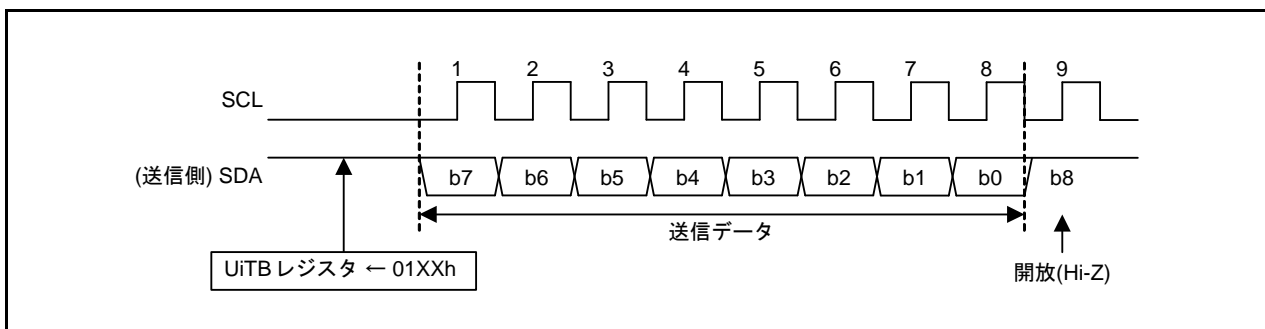 1 2 3 4 5 6 7 8 9
SCL
(送信側) SDA b7 b6 b5 b4 b3 b2 b1 b0 b8
送信データ
UiTB レジスタ ← 01XXh
開放(Hi-Z)